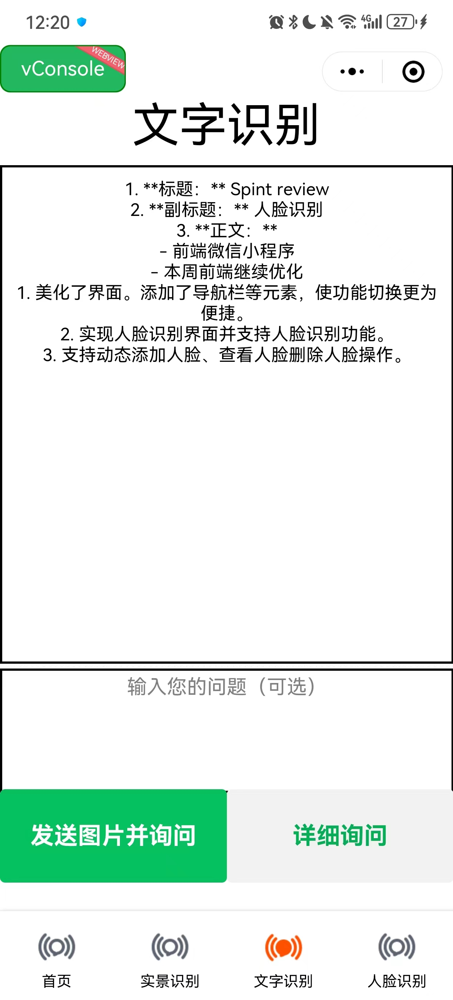 12:20
4G
27
vConsole
WEBVIEW
文字识别
1. **标题：** Spint review
2. **副标题：** 人脸识别
3. **正文：**
- 前端微信小程序
- 本周前端继续优化
1. 美化了界面。添加了导航栏等元素，使功能切换更为
便捷。
2. 实现人脸识别界面并支持人脸识别功能。
3. 支持动态添加人脸、查看人脸删除人脸操作。
输入您的问题（可选）
发送图片并询问
详细询问
首页
实景识别
文字识别
人脸识别